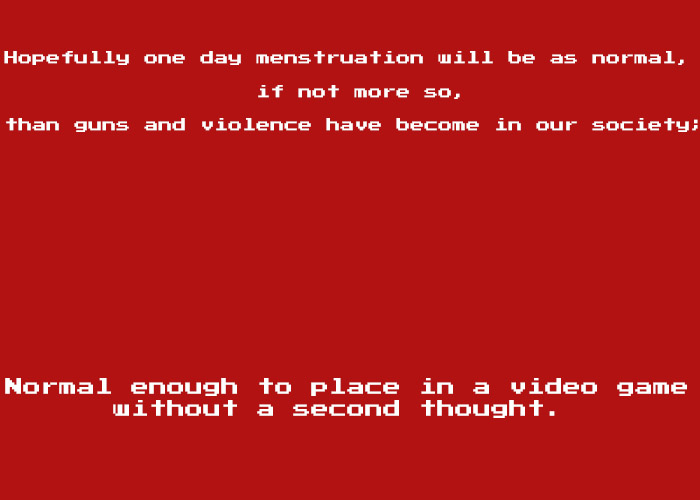 Hopefully one day menstruation will be as normal,
if not more so,
than guns and violence have become in our society;
Normal enough to place in a video game
without a second thought.